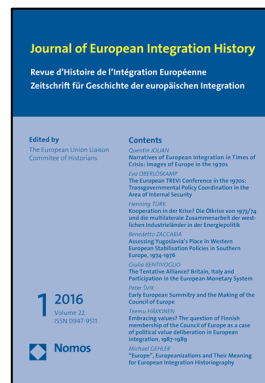 Journal of European Integration History
Revue d'Histoire de l'Intégration Européenne
Zeitschrift für Geschichte der europäischen Integration
Edited by
The European Union Liaison
Commitee of Historians
1
2016
Volume 22
ISSN 0947-9511
Nomos
Contents
Quentin JOUAN
Narratives of European Integration in Times of
Crisis: Images of Europe in the 1970s
Eva OBERLOSKAMP
The European TREVI Conference in the 1970s:
Transgovernmental Policy Coordination in the
Area of Internal Security
Henning TÜRK
Kooperation in der Krise? Die Ölkrise von 1973/74
und die multilaterale Zusammenarbeit der west-
lichen Industrieländer in der Energiepolitik
Benedetto ZACCARIA
Assessing Yugoslavia's Place in Western
European Stabilisation Policies in Southern
Europe, 1974-1976
Giulia BENTIVOGLIO
The Tentative Alliance? Britain, Italy and
Participation in the European Monetary System
Peter ŠVÍK
Early European Summitry and the Making of the
Council of Europe
Teemu HÄKKINEN
Embracing values? The question of Finnish
membership of the Council of Europe as a case
of political value deliberation in European
integration, 1987-1989
Michael GEHLER
"Europe", Europeanizations and Their Meaning
for European Integration Historiography